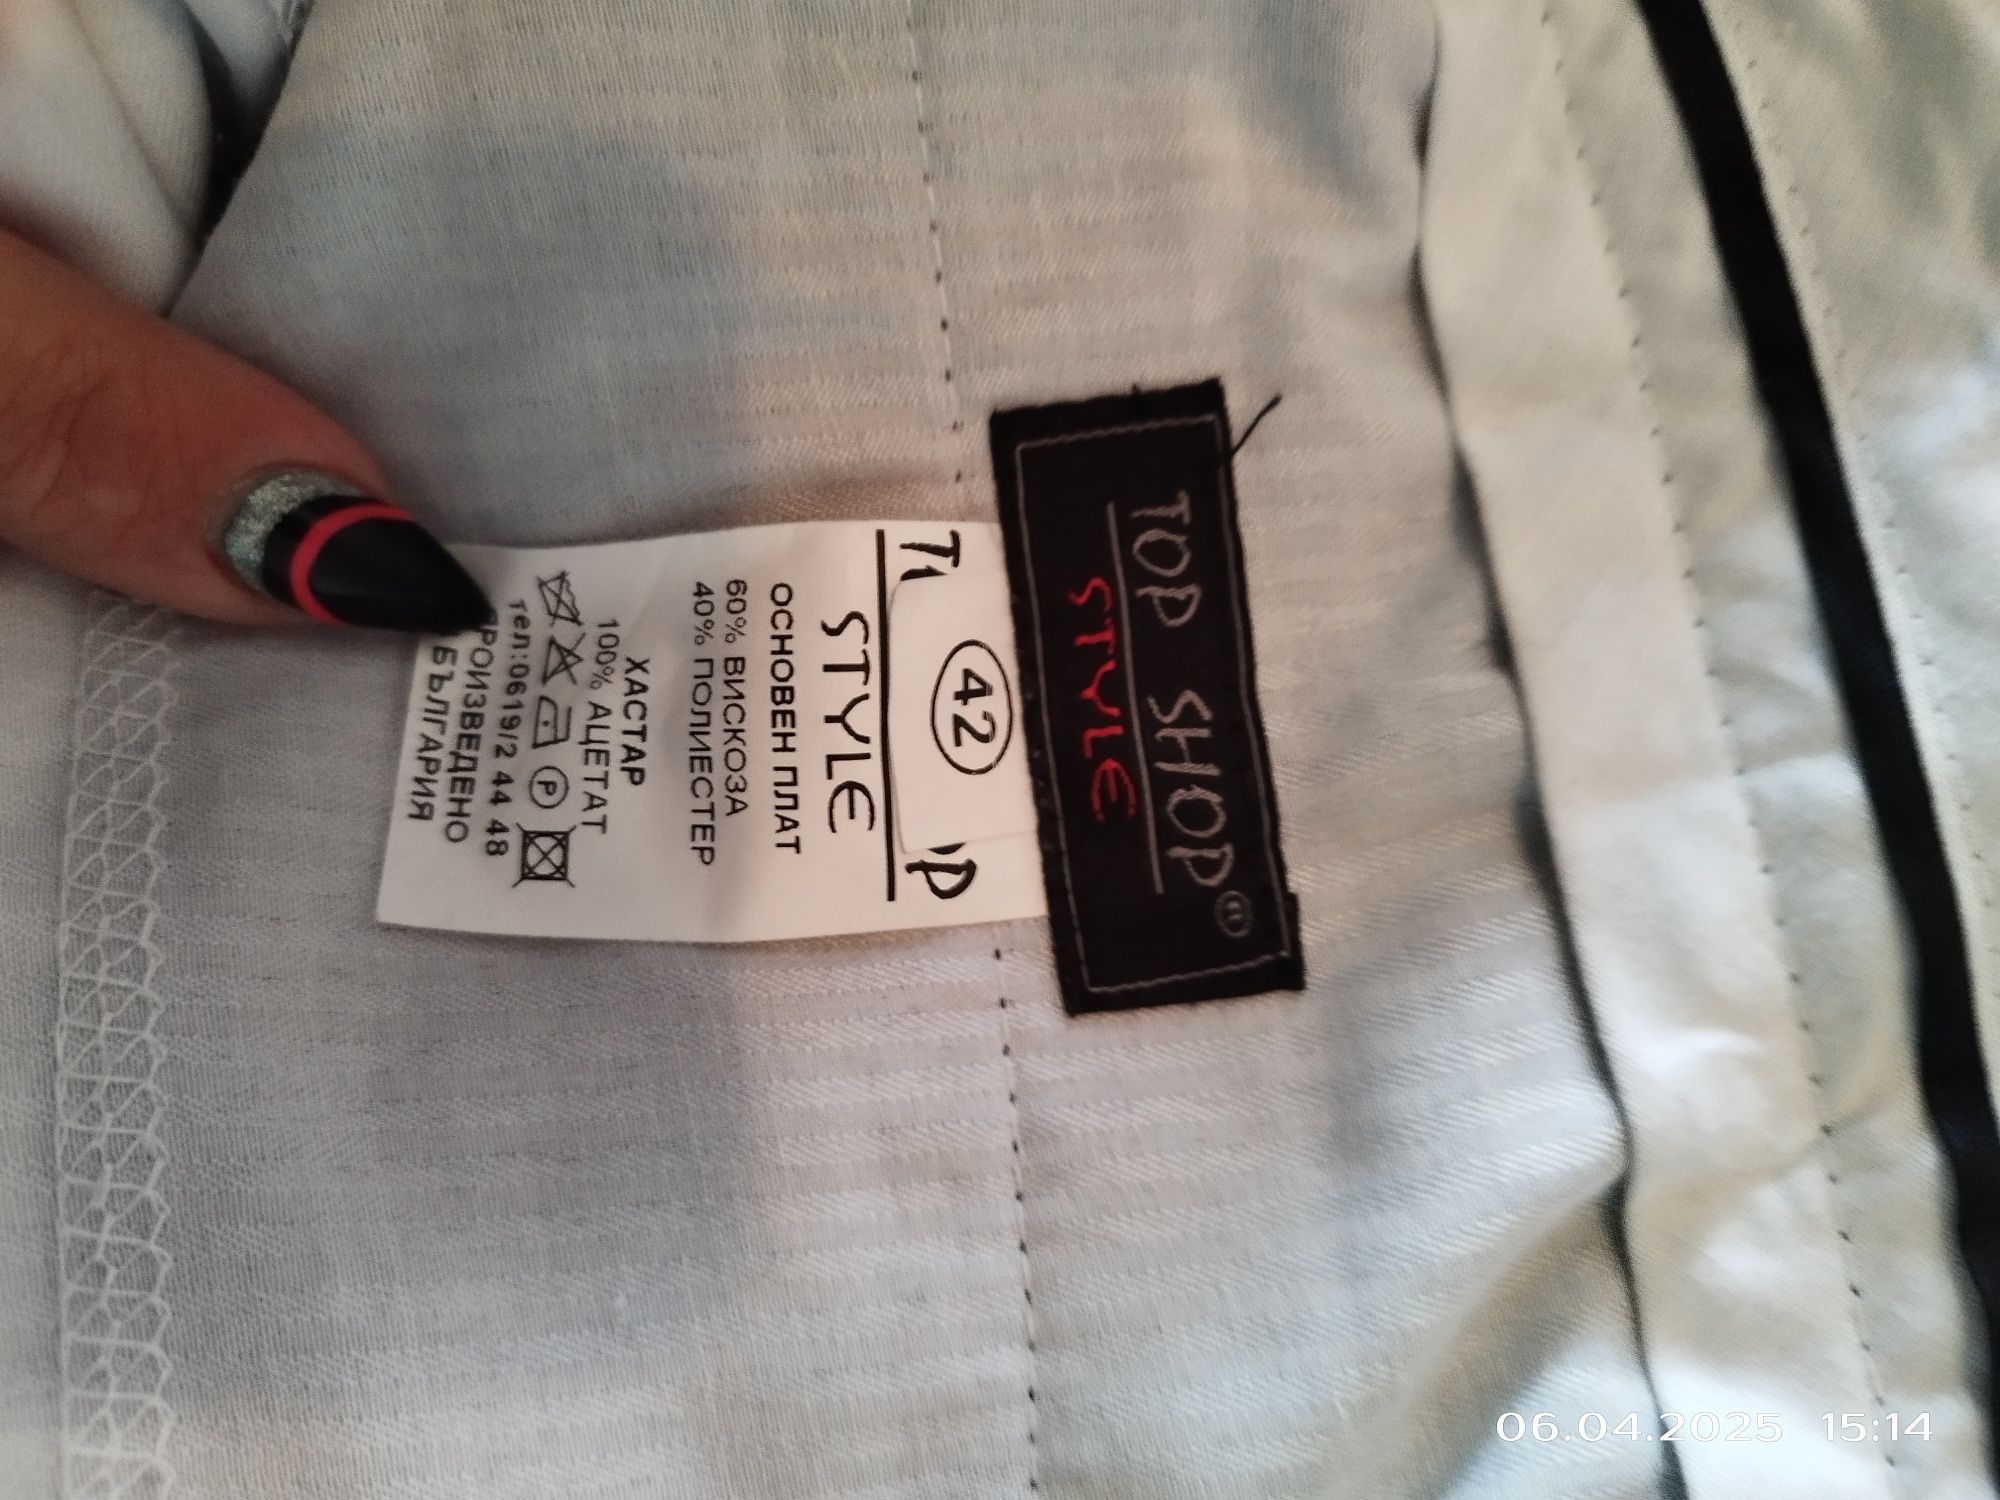 TOP SHOP
STYLE
42
STYLE
ОСНОВЕН ПЛАТ
60% ВИСКОЗА
40% ПОЛИЕСТЕР
ХАСТАР
100% АЦЕТАТ
P
тел:0619/2 44 48
ПРОИЗВЕДЕНО
БЪЛГАРИЯ
06.04.2025 15:14